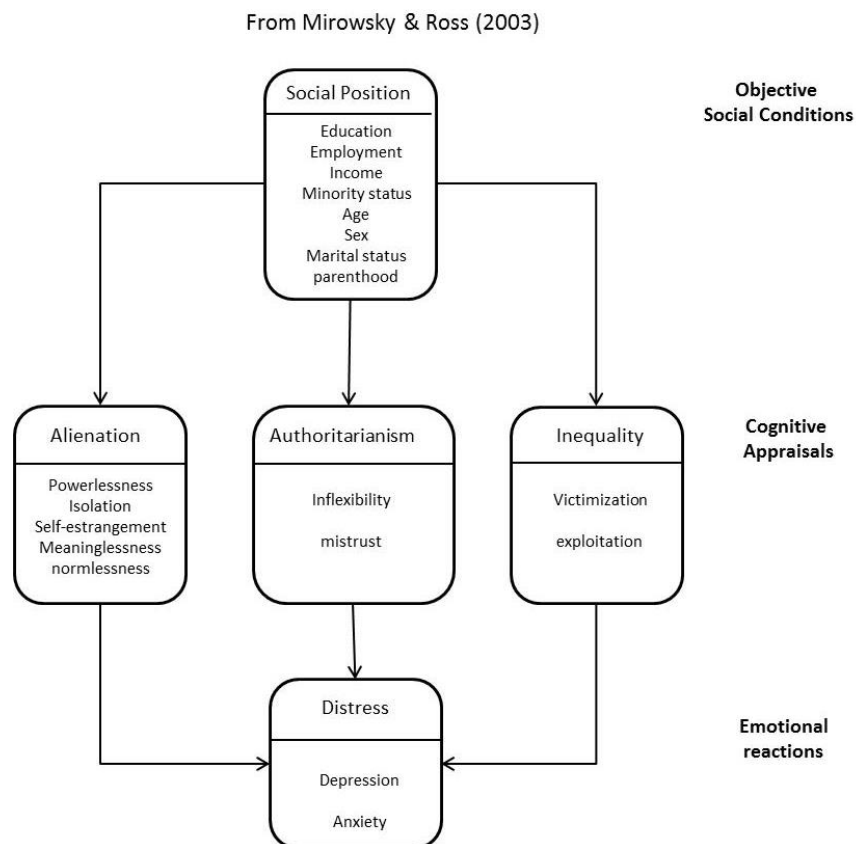 From Mirowsky & Ross (2003)
Social Position
Education
Employment
Income
Minority status
Age
Sex
Marital status
parenthood
Objective
Social Conditions
Alienation
Powerlessness
Isolation
Self-estrangement
Meaninglessness
normlessness
Authoritarianism
Inflexibility
mistrust
Inequality
Victimization
exploitation
Cognitive
Appraisals
Distress
Depression
Anxiety
Emotional
reactions